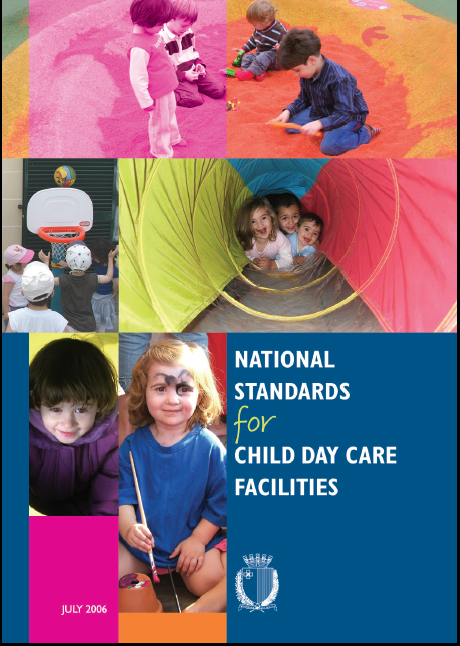 NATIONAL
STANDARDS
for
CHILD DAY CARE
FACILITIES
JULY 2006